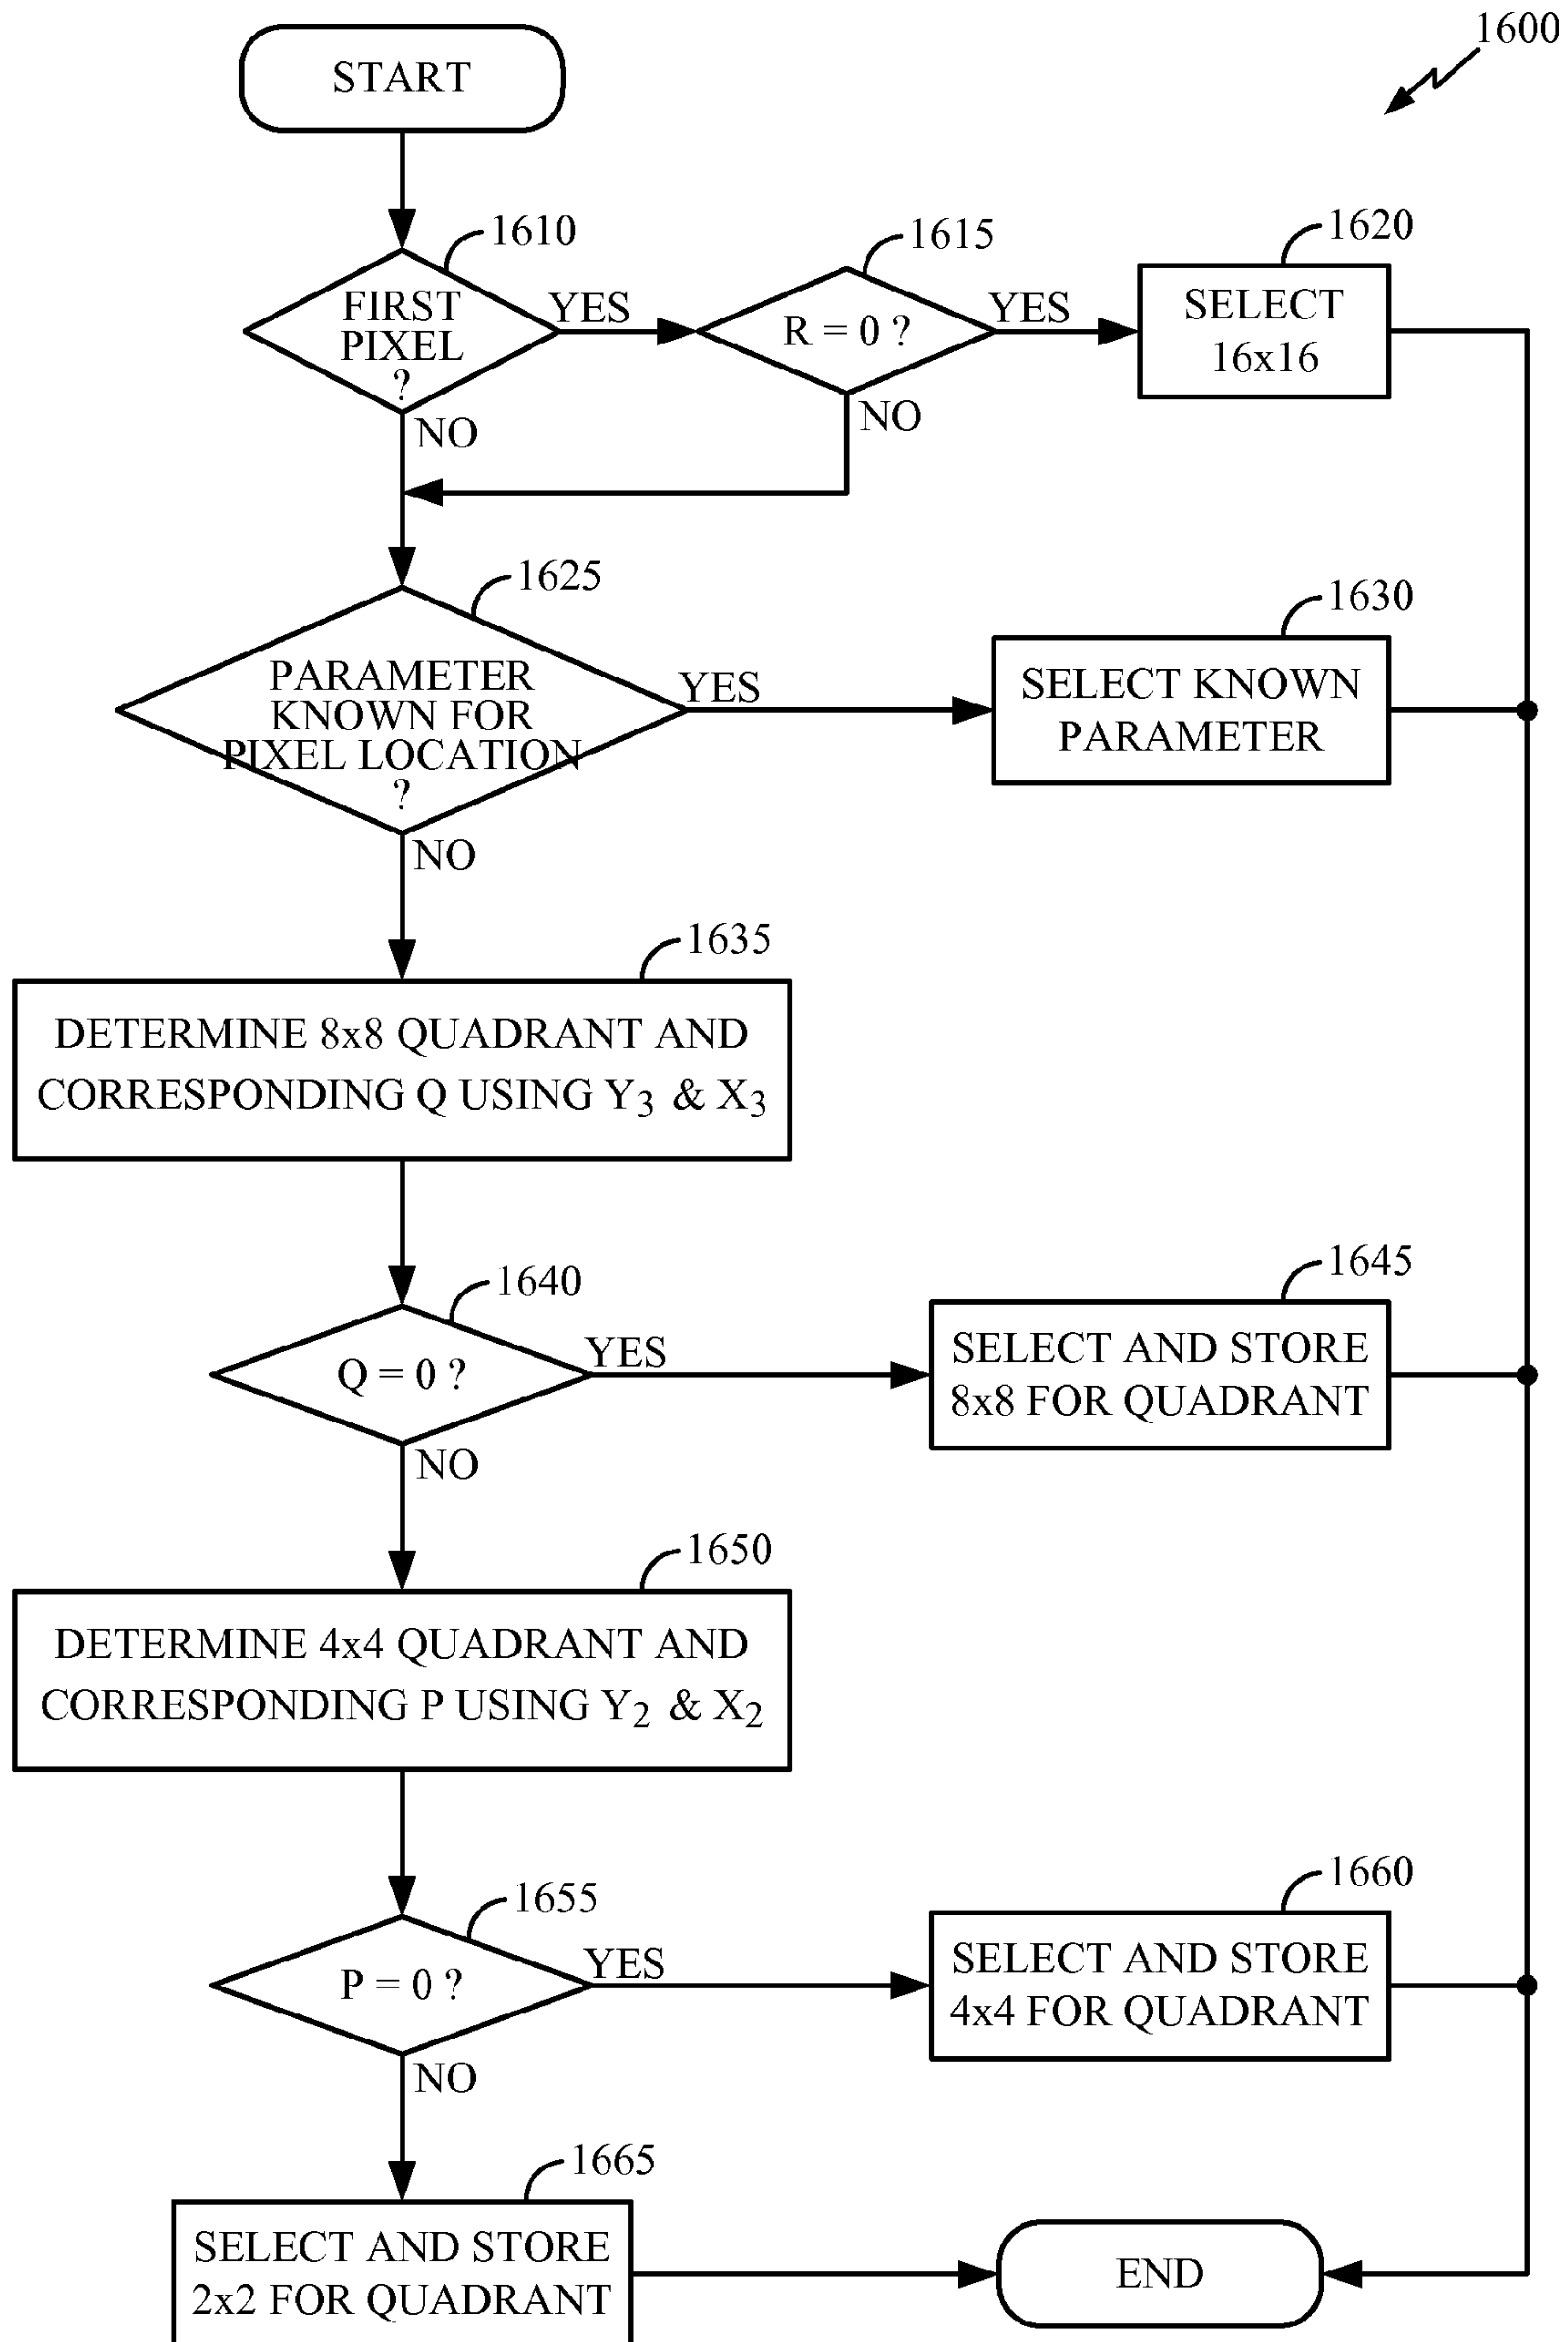 1600
START
1610
FIRST
PIXEL
?
YES
NO
1615
R = 0 ?
YES
NO
1620
SELECT
16x16
1625
PARAMETER
KNOWN FOR
PIXEL LOCATION
?
YES
NO
1630
SELECT KNOWN
PARAMETER
1635
DETERMINE 8x8 QUADRANT AND
CORRESPONDING Q USING Y3 & X3
1640
Q = 0 ?
YES
NO
1645
SELECT AND STORE
8x8 FOR QUADRANT
1650
DETERMINE 4x4 QUADRANT AND
CORRESPONDING P USING Y2 & X2
1655
P = 0 ?
YES
NO
1660
SELECT AND STORE
4x4 FOR QUADRANT
1665
SELECT AND STORE
2x2 FOR QUADRANT
END